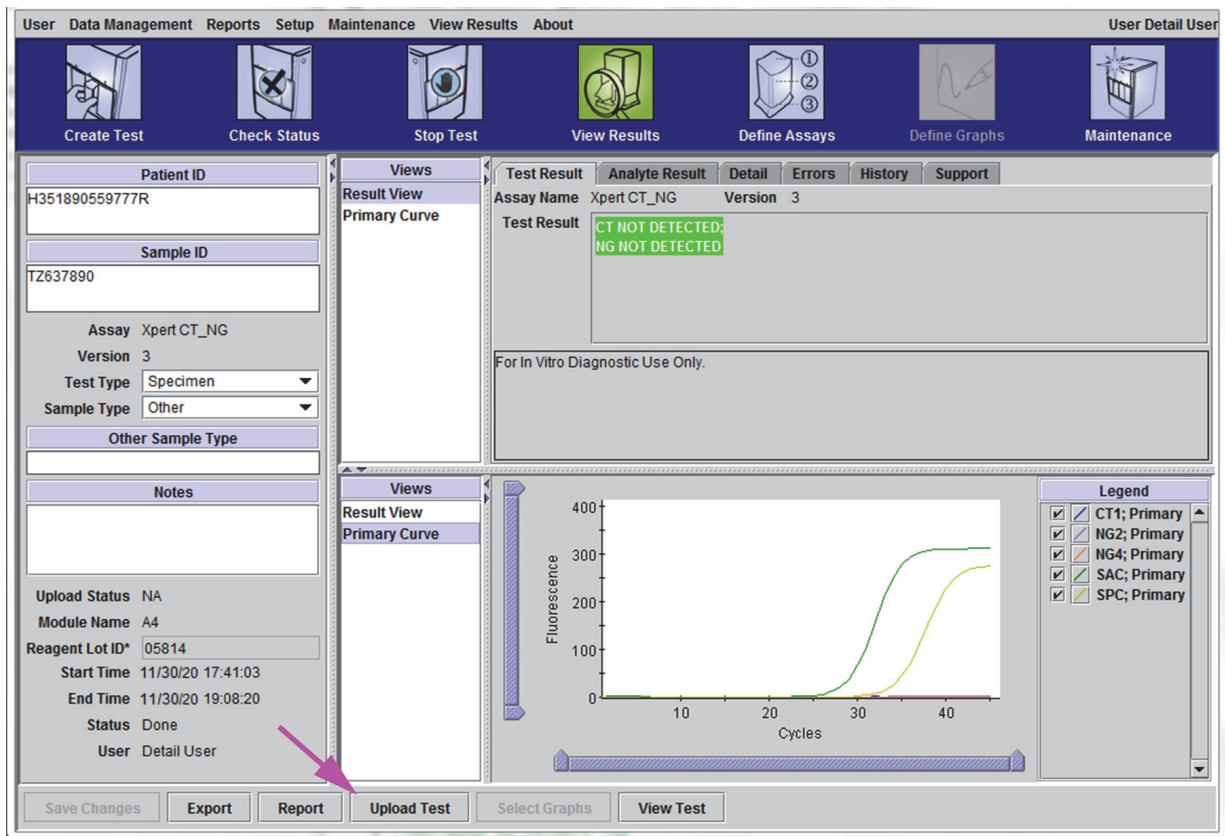 User Data Management Reports Setup Maintenance View Results About User Detail User
Create Test Check Status Stop Test View Results Define Assays Define Graphs Maintenance
1
2
3
Patient ID
H351890559777R
Sample ID
TZ637890
Assay Xpert CT_NG
Version 3
Test Type Specimen
Sample Type Other
Other Sample Type
Notes
Upload Status NA
Module Name A4
Reagent Lot ID* 05814
Start Time 11/30/20 17:41:03
End Time 11/30/20 19:08:20
Status Done
User Detail User
Views
Result View
Primary Curve
Test Result Analyte Result Detail Errors History Support
Assay Name Xpert CT_NG Version 3
Test Result CT NOT DETECTED;
NG NOT DETECTED
For In Vitro Diagnostic Use Only.
Views
Result View
Primary Curve
Fluorescence
400
300
200
100
0
10 20 30 40
Cycles
Legend
CT1; Primary
NG2; Primary
NG4; Primary
SAC; Primary
SPC; Primary
Save Changes Export Report Upload Test Select Graphs View Test